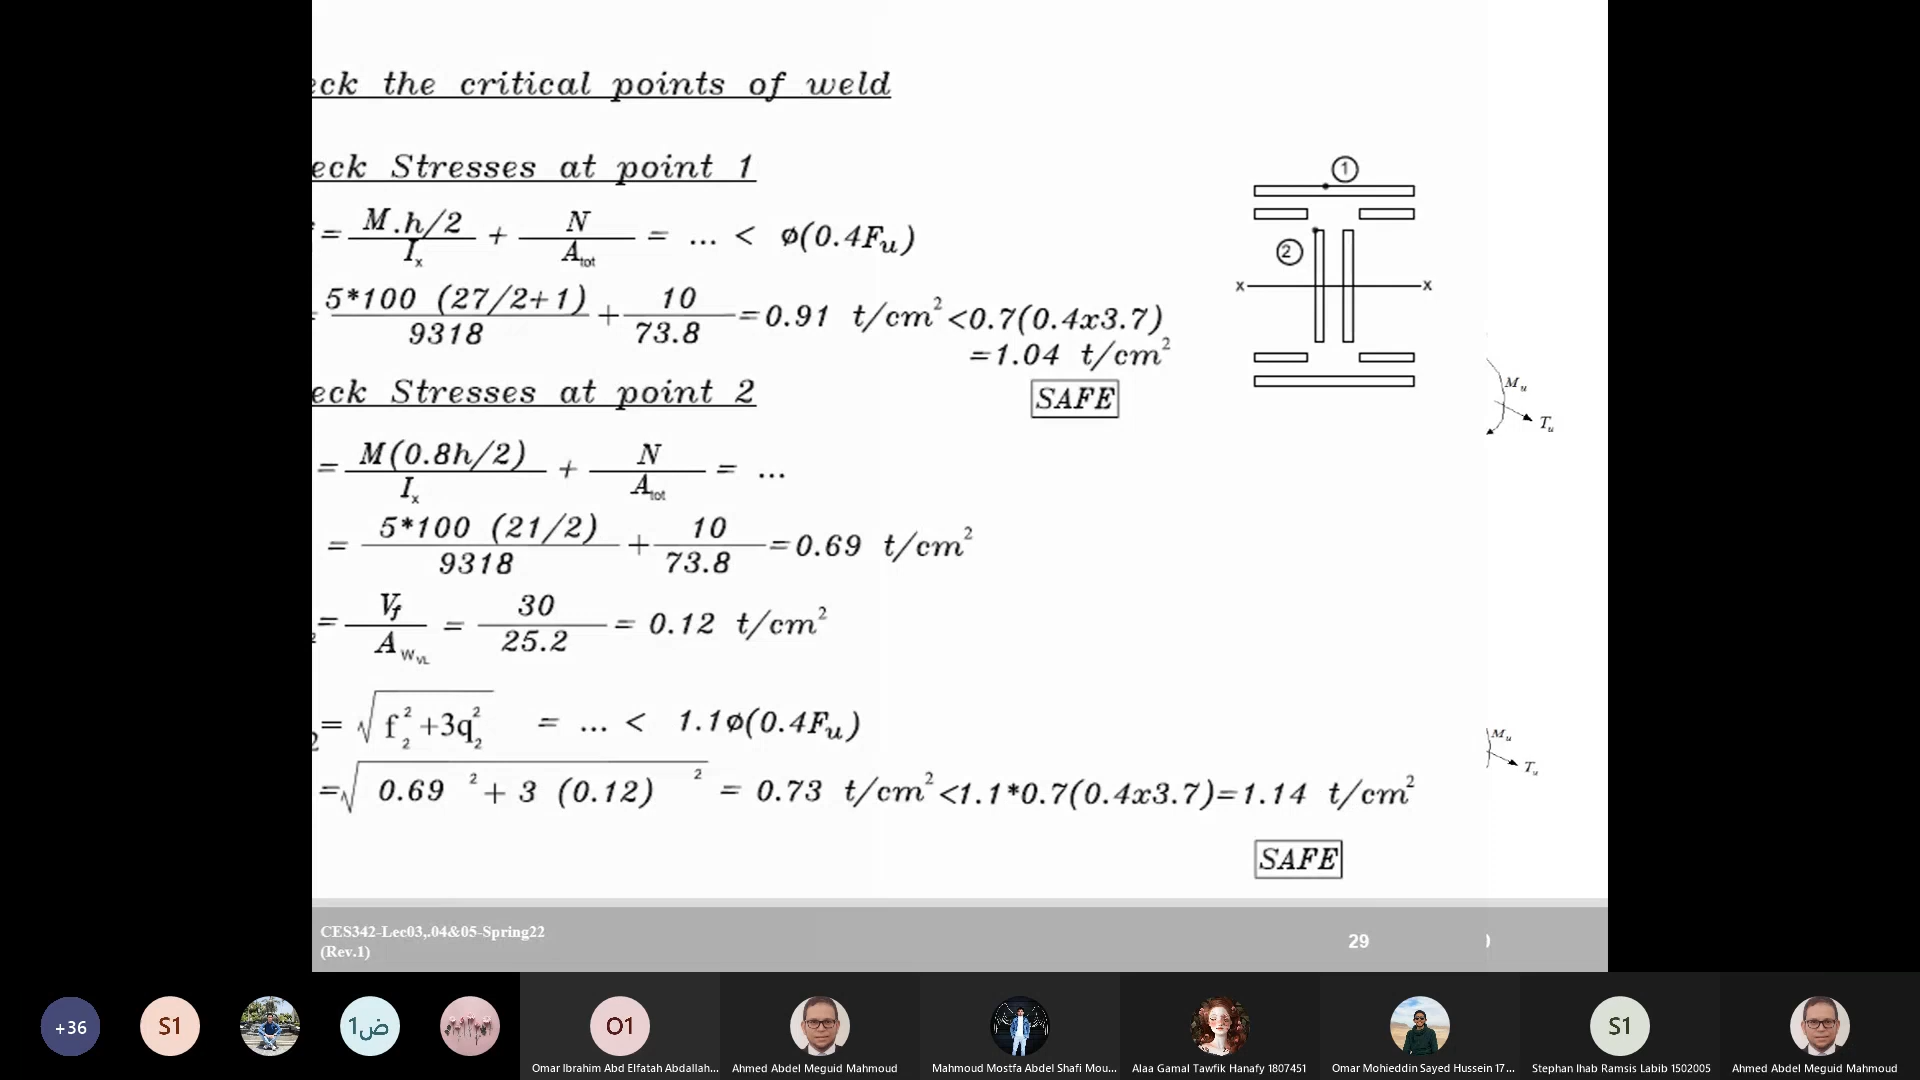 eck the critical points of weld
eck Stresses at point 1
= M.h/2 / Ix + N / Atot = ... < ø(0.4Fu)
5*100 (27/2+1) / 9318 + 10 / 73.8 =0.91 t/cm² <0.7(0.4x3.7)
=1.04 t/cm²
SAFE
eck Stresses at point 2
= M(0.8h/2) / Ix + N / Atot = ...
= 5*100 (21/2) / 9318 + 10 / 73.8 =0.69 t/cm²
= Vf / AWVL = 30 / 25.2 = 0.12 t/cm²
2 = √ f₂²+3q₂² = ... < 1.1ø(0.4Fu)
=√ 0.69 ² + 3 (0.12) ² = 0.73 t/cm² <1.1*0.7(0.4x3.7)=1.14 t/cm²
SAFE
1
2
x x
Mu
Tu
Mu
Tu
CES342-Lec03,.04&05-Spring22
(Rev.1)
29
+36
S1
ض1
O1
S1
Omar Ibrahim Abd Elfatah Abdallah...
Ahmed Abdel Meguid Mahmoud
Mahmoud Mostfa Abdel Shafi Mou...
Alaa Gamal Tawfik Hanafy 1807451
Omar Mohieddin Sayed Hussein 17...
Stephan Ihab Ramsis Labib 1502005
Ahmed Abdel Meguid Mahmoud